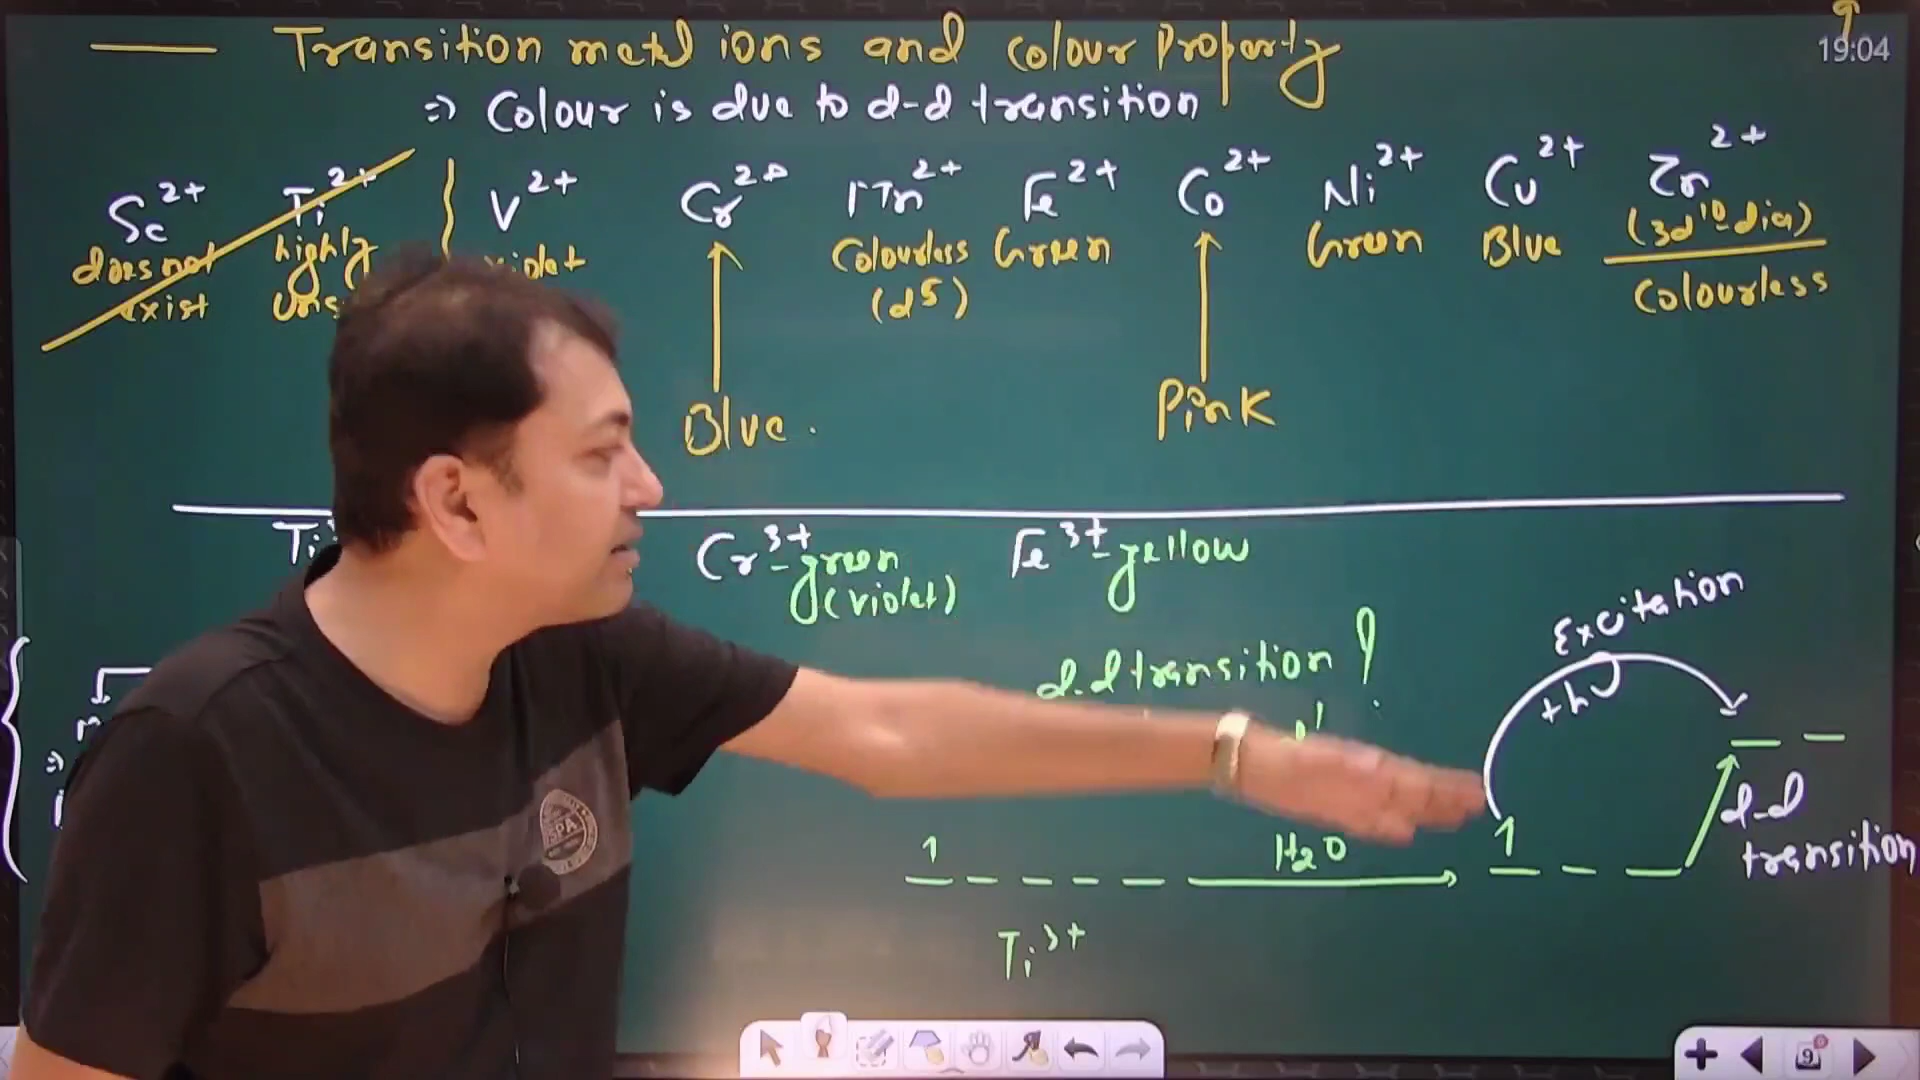 Transition metal ions and colour Property
19:04
=> Colour is due to d-d transition
Sc2+ Ti2+ V2+ Cr2+ Mn2+ Fe2+ Co2+ Ni2+ Cu2+ Zn2+
does not exist
highly
Colourless (d5)
Green
Green
Blue
(3d10-dia)
Colourless
Blue.
Pink
Cr3+-green (violet)
Fe3+-yellow
Excitation
+hν
d-d transition?
d-d transition
1
H2O
1
Ti3+
9